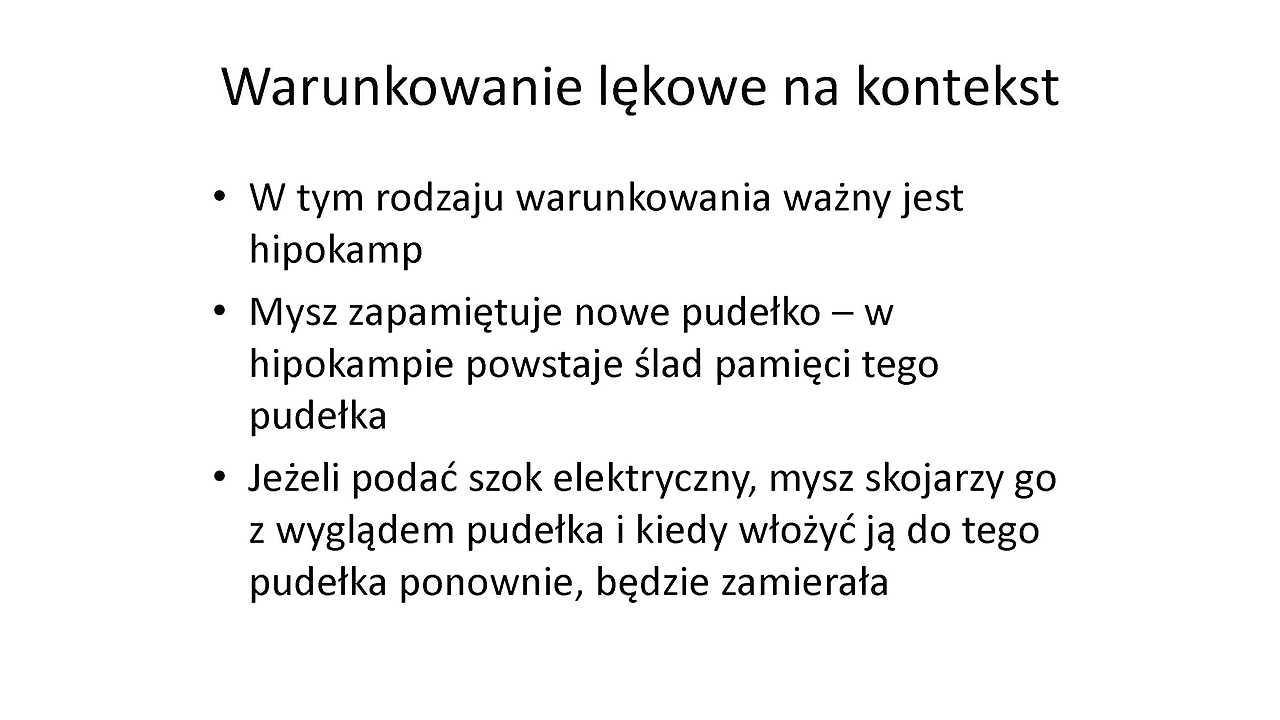 Warunkowanie lękowe na kontekst
• W tym rodzaju warunkowania ważny jest
hipokamp
• Mysz zapamiętuje nowe pudełko – w
hipokampie powstaje ślad pamięci tego
pudełka
• Jeżeli podać szok elektryczny, mysz skojarzy go
z wyglądem pudełka i kiedy włożyć ją do tego
pudełka ponownie, będzie zamierała